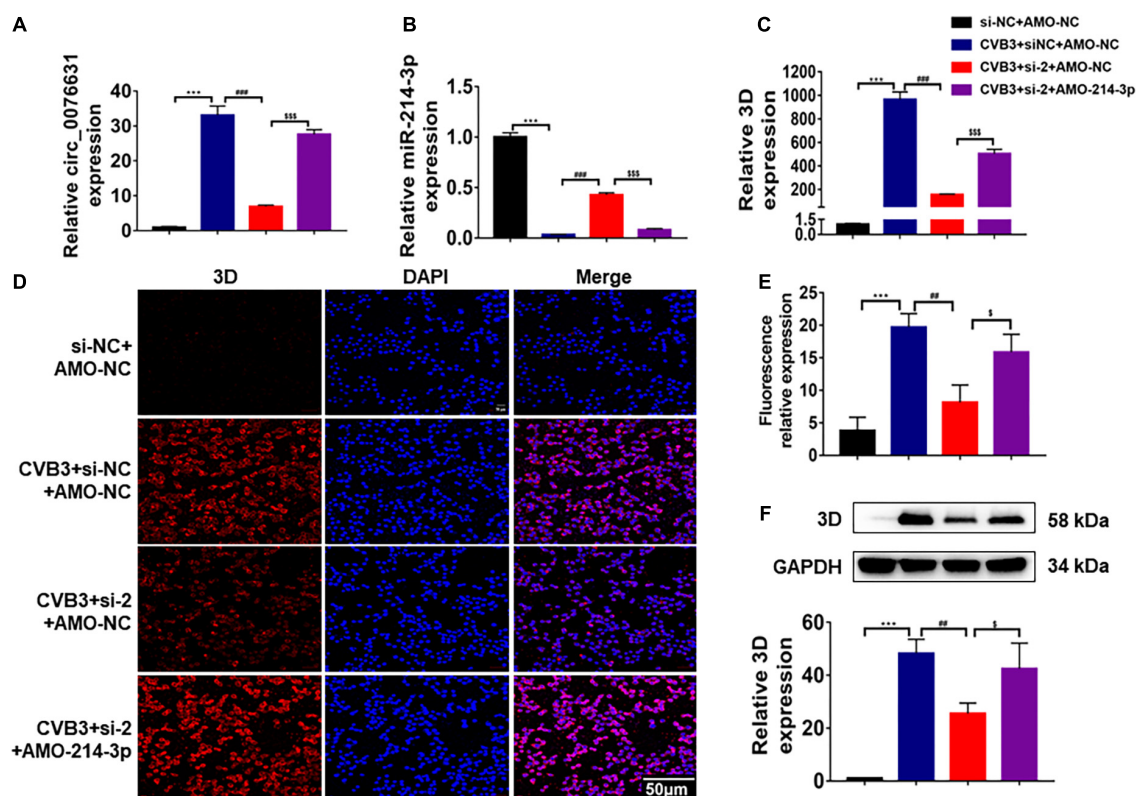 A
Relative circ_0076631
expression
40
30
20
10
0
***
###
$$$
B
Relative miR-214-3p
expression
1.5
1.0
0.5
0.0
***
###
$$$
C
si-NC+AMO-NC
CVB3+siNC+AMO-NC
CVB3+si-2+AMO-NC
CVB3+si-2+AMO-214-3p
Relative 3D
expression
1200
1000
800
600
400
200
1.5
0.0
***
###
$$$
D
3D
DAPI
Merge
si-NC+
AMO-NC
CVB3+si-NC
+AMO-NC
CVB3+si-2
+AMO-NC
CVB3+si-2
+AMO-214-3p
50μm
E
Fluorescence
relative expression
25
20
15
10
5
0
***
##
$
F
3D
58 kDa
GAPDH
34 kDa
Relative 3D
expression
60
40
20
0
***
##
$